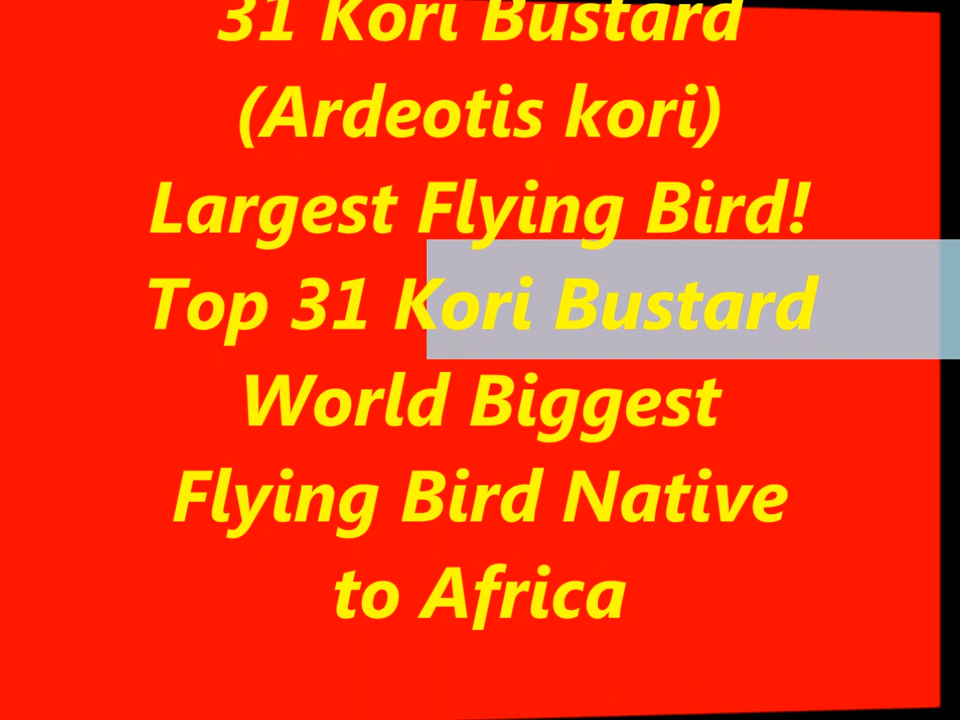 31 Kori Bustard
(Ardeotis kori)
Largest Flying Bird!
Top 31 Kori Bustard
World Biggest
Flying Bird Native
to Africa